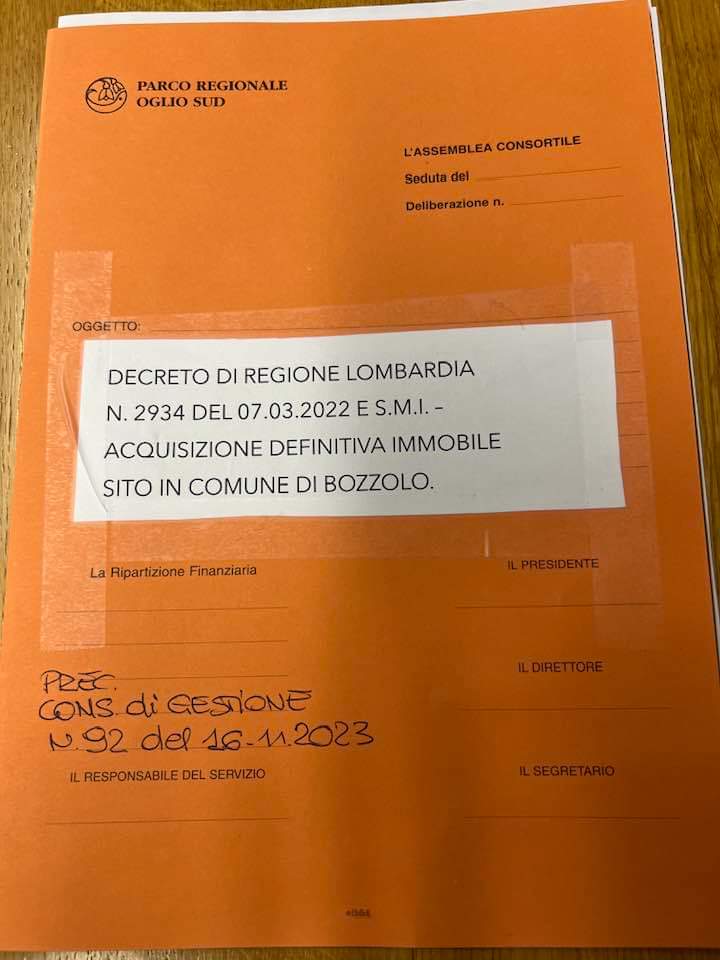 PARCO REGIONALE
OGLIO SUD
L'ASSEMBLEA CONSORTILE
Seduta del
Deliberazione n.
OGGETTO:
DECRETO DI REGIONE LOMBARDIA
N. 2934 DEL 07.03.2022 E S.M.I. –
ACQUISIZIONE DEFINITIVA IMMOBILE
SITO IN COMUNE DI BOZZOLO.
La Ripartizione Finanziaria
IL PRESIDENTE
IL DIRETTORE
PREC.
CONS. di GESTIONE
N. 92 del 16-11.2023
IL RESPONSABILE DEL SERVIZIO
IL SEGRETARIO